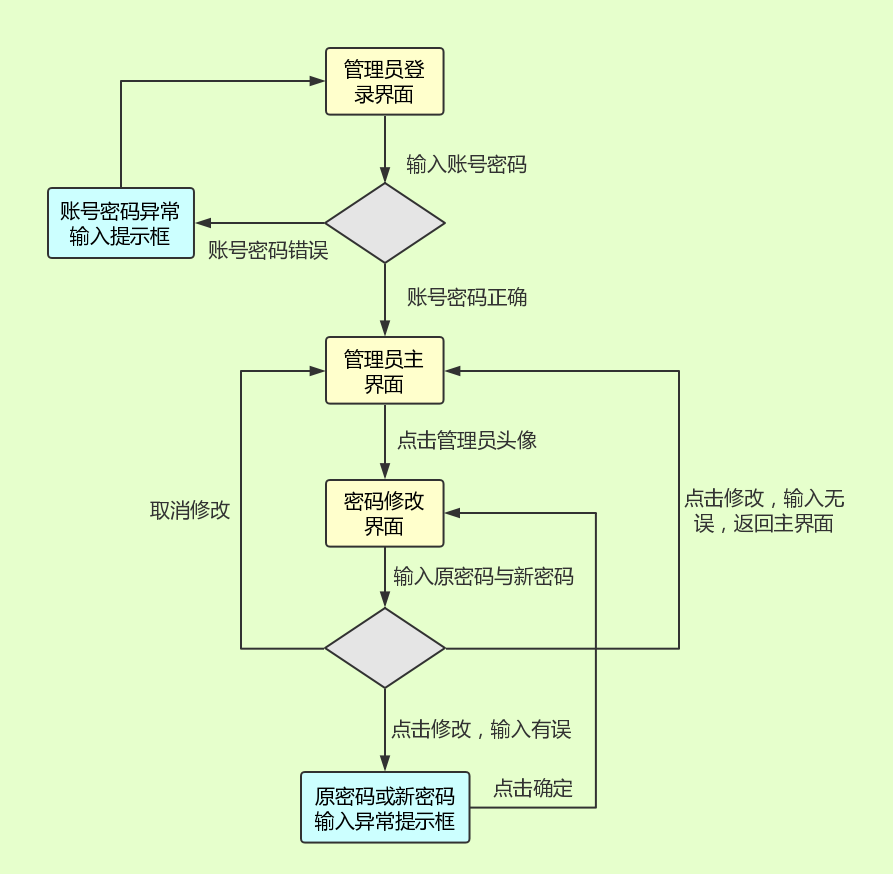 管理员登
录界面
输入账号密码
账号密码异常
输入提示框
账号密码错误
账号密码正确
管理员主
界面
点击管理员头像
取消修改
密码修改
界面
点击修改，输入无
误，返回主界面
输入原密码与新密码
点击修改，输入有误
点击确定
原密码或新密码
输入异常提示框